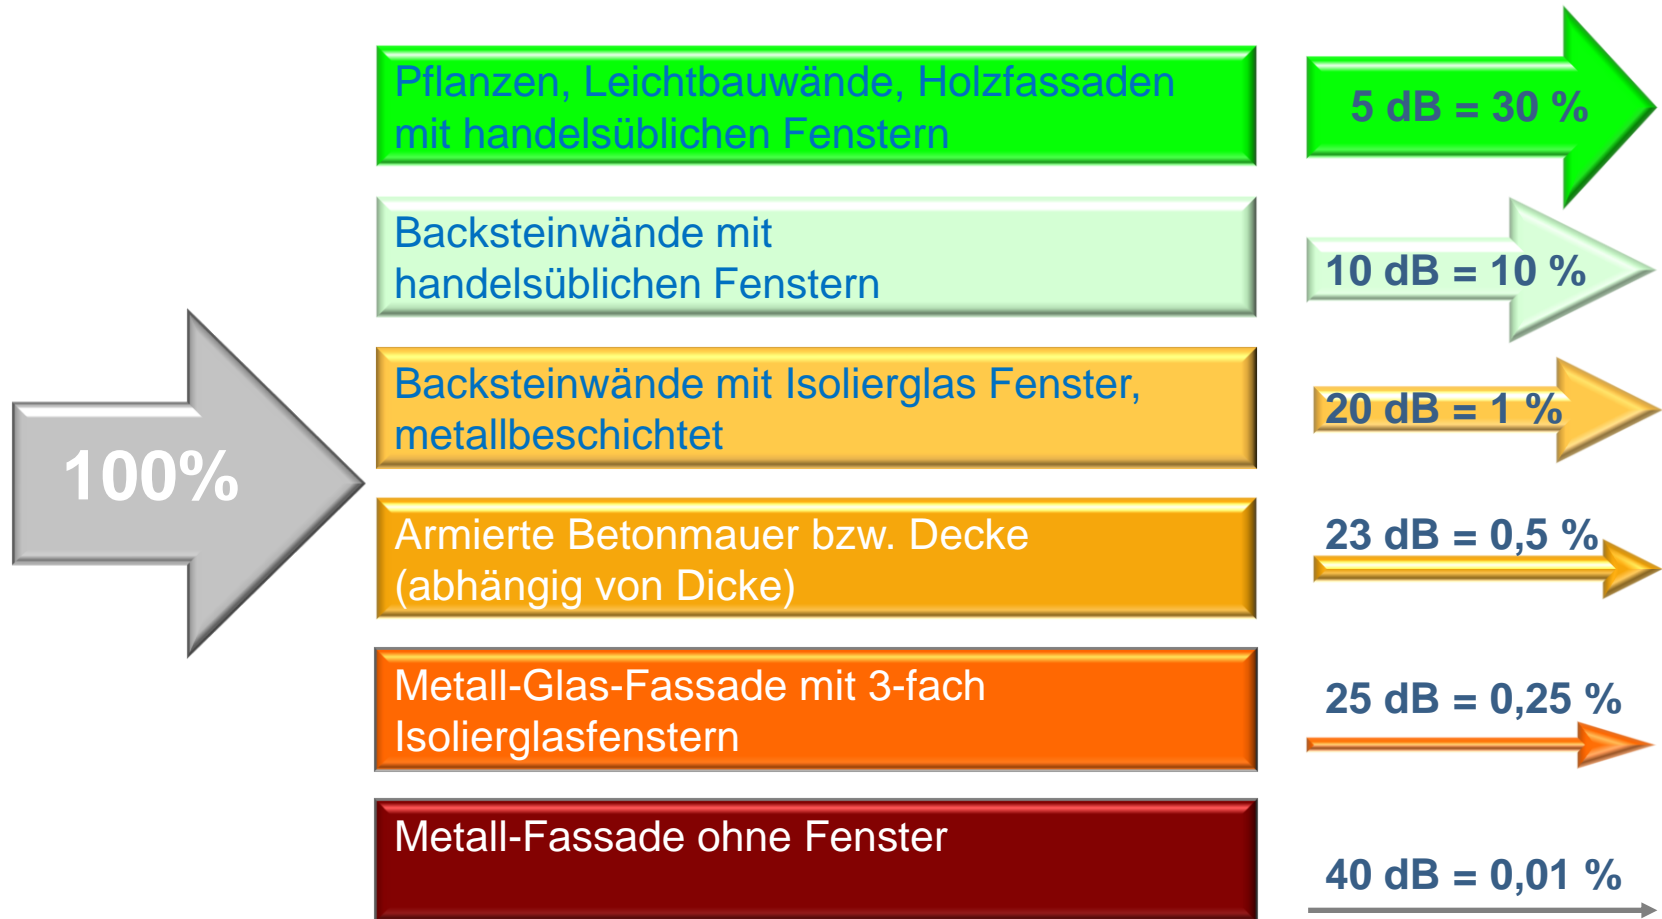 Pflanzen, Leichtbauwände, Holzfassaden
mit handelsüblichen Fenstern
5 dB = 30 %
Backsteinwände mit
handelsüblichen Fenstern
10 dB = 10 %
Backsteinwände mit Isolierglas Fenster,
metallbeschichtet
20 dB = 1 %
100%
Armierte Betonmauer bzw. Decke
(abhängig von Dicke)
23 dB = 0,5 %
Metall-Glas-Fassade mit 3-fach
Isolierglasfenstern
25 dB = 0,25 %
Metall-Fassade ohne Fenster
40 dB = 0,01 %